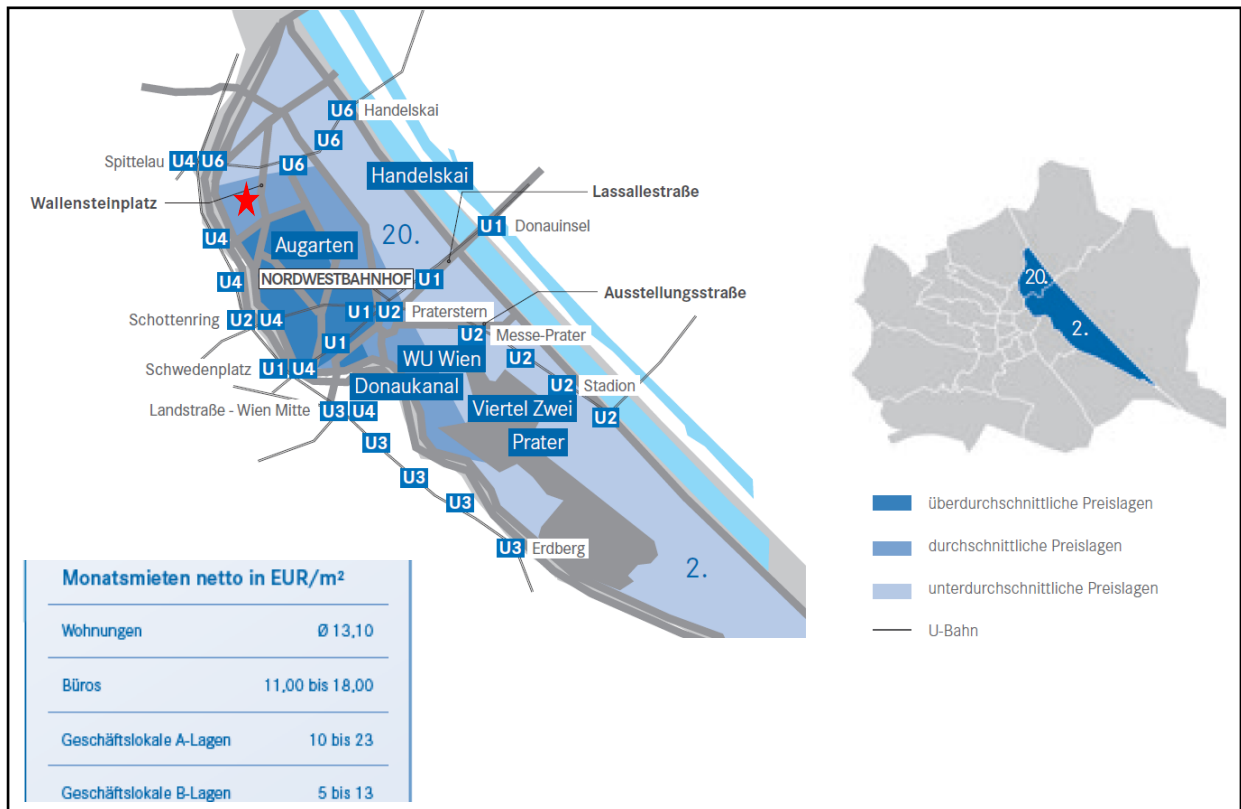 U6 Handelskai
U6
Spittelau U4 U6
U6
Handelskai
Lassallestraße
Wallensteinplatz
U1 Donauinsel
20.
U4
Augarten
NORDWESTBAHNHOF U1
U4
Ausstellungsstraße
U1 U2 Praterstern
Schottenring U2 U4
U2 Messe-Prater
U1
WU Wien
U2
Schwedenplatz U1 U4
Donaukanal
U2 Stadion
Landstraße - Wien Mitte U3 U4
Viertel Zwei
U2
Prater
U3
U3
U3
U3 Erdberg
2.
20.
2.
überdurchschnittliche Preislagen
durchschnittliche Preislagen
unterdurchschnittliche Preislagen
U-Bahn
Monatsmieten netto in EUR/m²
Wohnungen Ø 13,10
Büros 11,00 bis 18,00
Geschäftslokale A-Lagen 10 bis 23
Geschäftslokale B-Lagen 5 bis 13